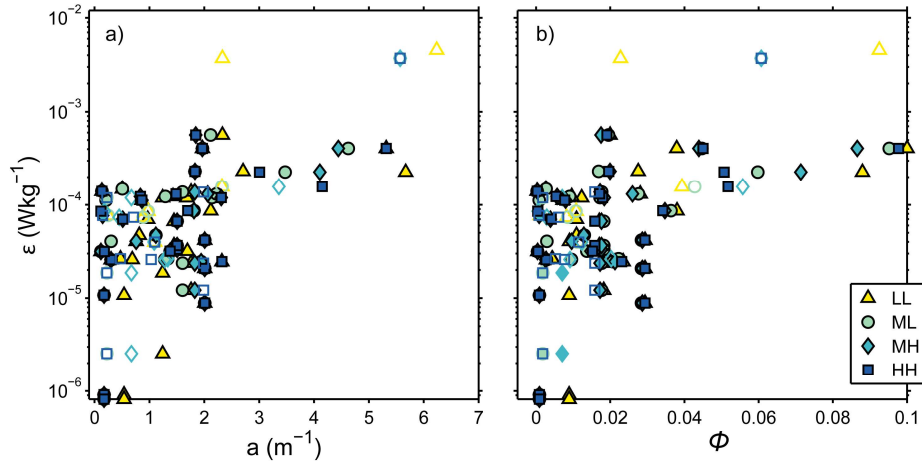 a)
b)
ε (Wkg⁻¹)
10⁻²
10⁻³
10⁻⁴
10⁻⁵
10⁻⁶
0 1 2 3 4 5 6 7
a (m⁻¹)
0 0.02 0.04 0.06 0.08 0.1
Φ
LL
ML
MH
HH